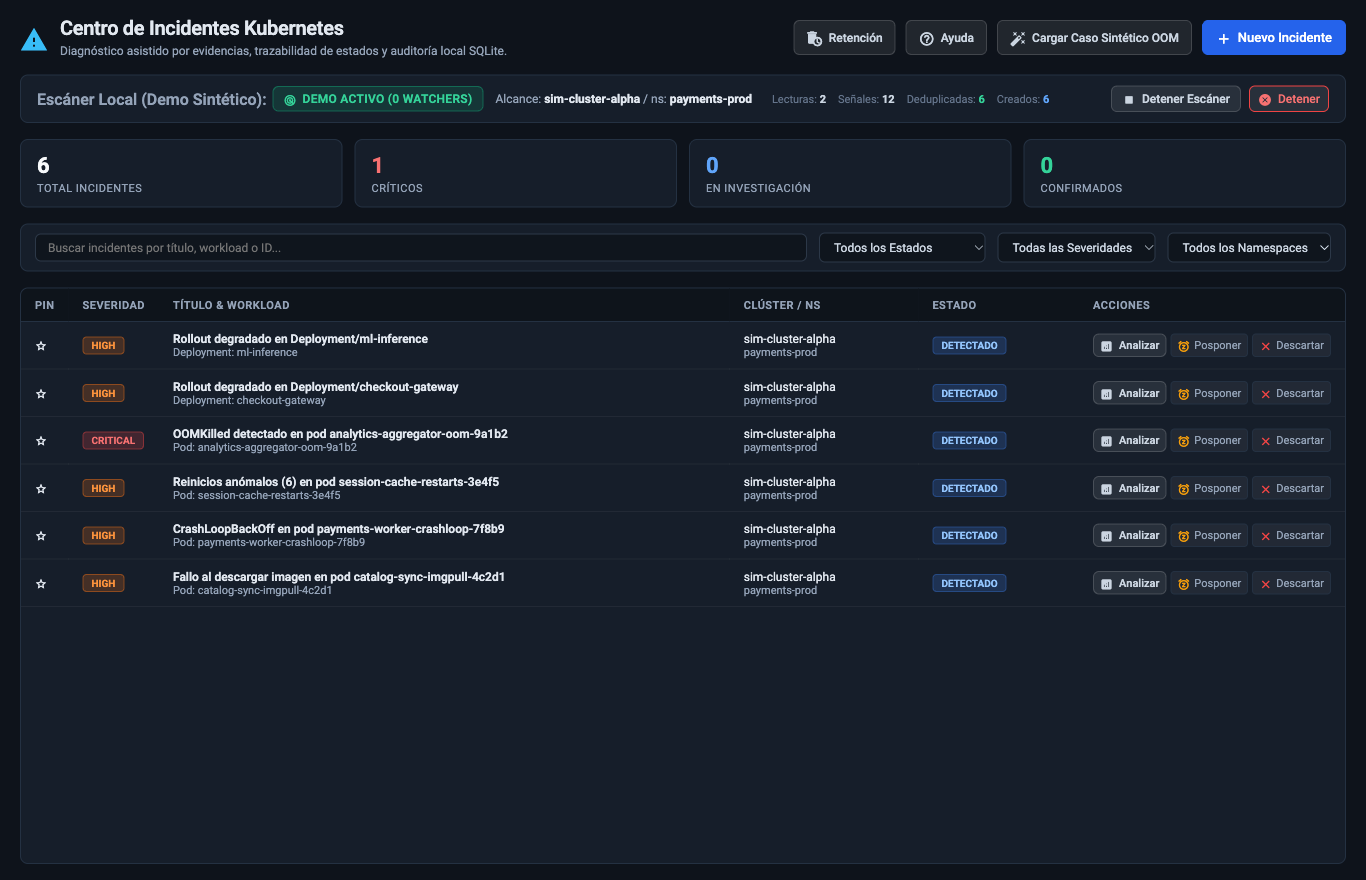 Centro de Incidentes Kubernetes
Diagnóstico asistido por evidencias, trazabilidad de estados y auditoría local SQLite.
Retención
Ayuda
Cargar Caso Sintético OOM
+ Nuevo Incidente
Escáner Local (Demo Sintético): DEMO ACTIVO (0 WATCHERS) Alcance: sim-cluster-alpha / ns: payments-prod Lecturas: 2 Señales: 12 Deduplicadas: 6 Creados: 6 Detener Escáner Detener
6
TOTAL INCIDENTES
1
CRÍTICOS
0
EN INVESTIGACIÓN
0
CONFIRMADOS
Buscar incidentes por título, workload o ID... Todos los Estados Todas las Severidades Todos los Namespaces
PIN SEVERIDAD TÍTULO & WORKLOAD CLÚSTER / NS ESTADO ACCIONES
HIGH Rollout degradado en Deployment/ml-inference sim-cluster-alpha DETECTADO Analizar Posponer Descartar
Deployment: ml-inference payments-prod
HIGH Rollout degradado en Deployment/checkout-gateway sim-cluster-alpha DETECTADO Analizar Posponer Descartar
Deployment: checkout-gateway payments-prod
CRITICAL OOMKilled detectado en pod analytics-aggregator-oom-9a1b2 sim-cluster-alpha DETECTADO Analizar Posponer Descartar
Pod: analytics-aggregator-oom-9a1b2 payments-prod
HIGH Reinicios anómalos (6) en pod session-cache-restarts-3e4f5 sim-cluster-alpha DETECTADO Analizar Posponer Descartar
Pod: session-cache-restarts-3e4f5 payments-prod
HIGH CrashLoopBackOff en pod payments-worker-crashloop-7f8b9 sim-cluster-alpha DETECTADO Analizar Posponer Descartar
Pod: payments-worker-crashloop-7f8b9 payments-prod
HIGH Fallo al descargar imagen en pod catalog-sync-imgpull-4c2d1 sim-cluster-alpha DETECTADO Analizar Posponer Descartar
Pod: catalog-sync-imgpull-4c2d1 payments-prod